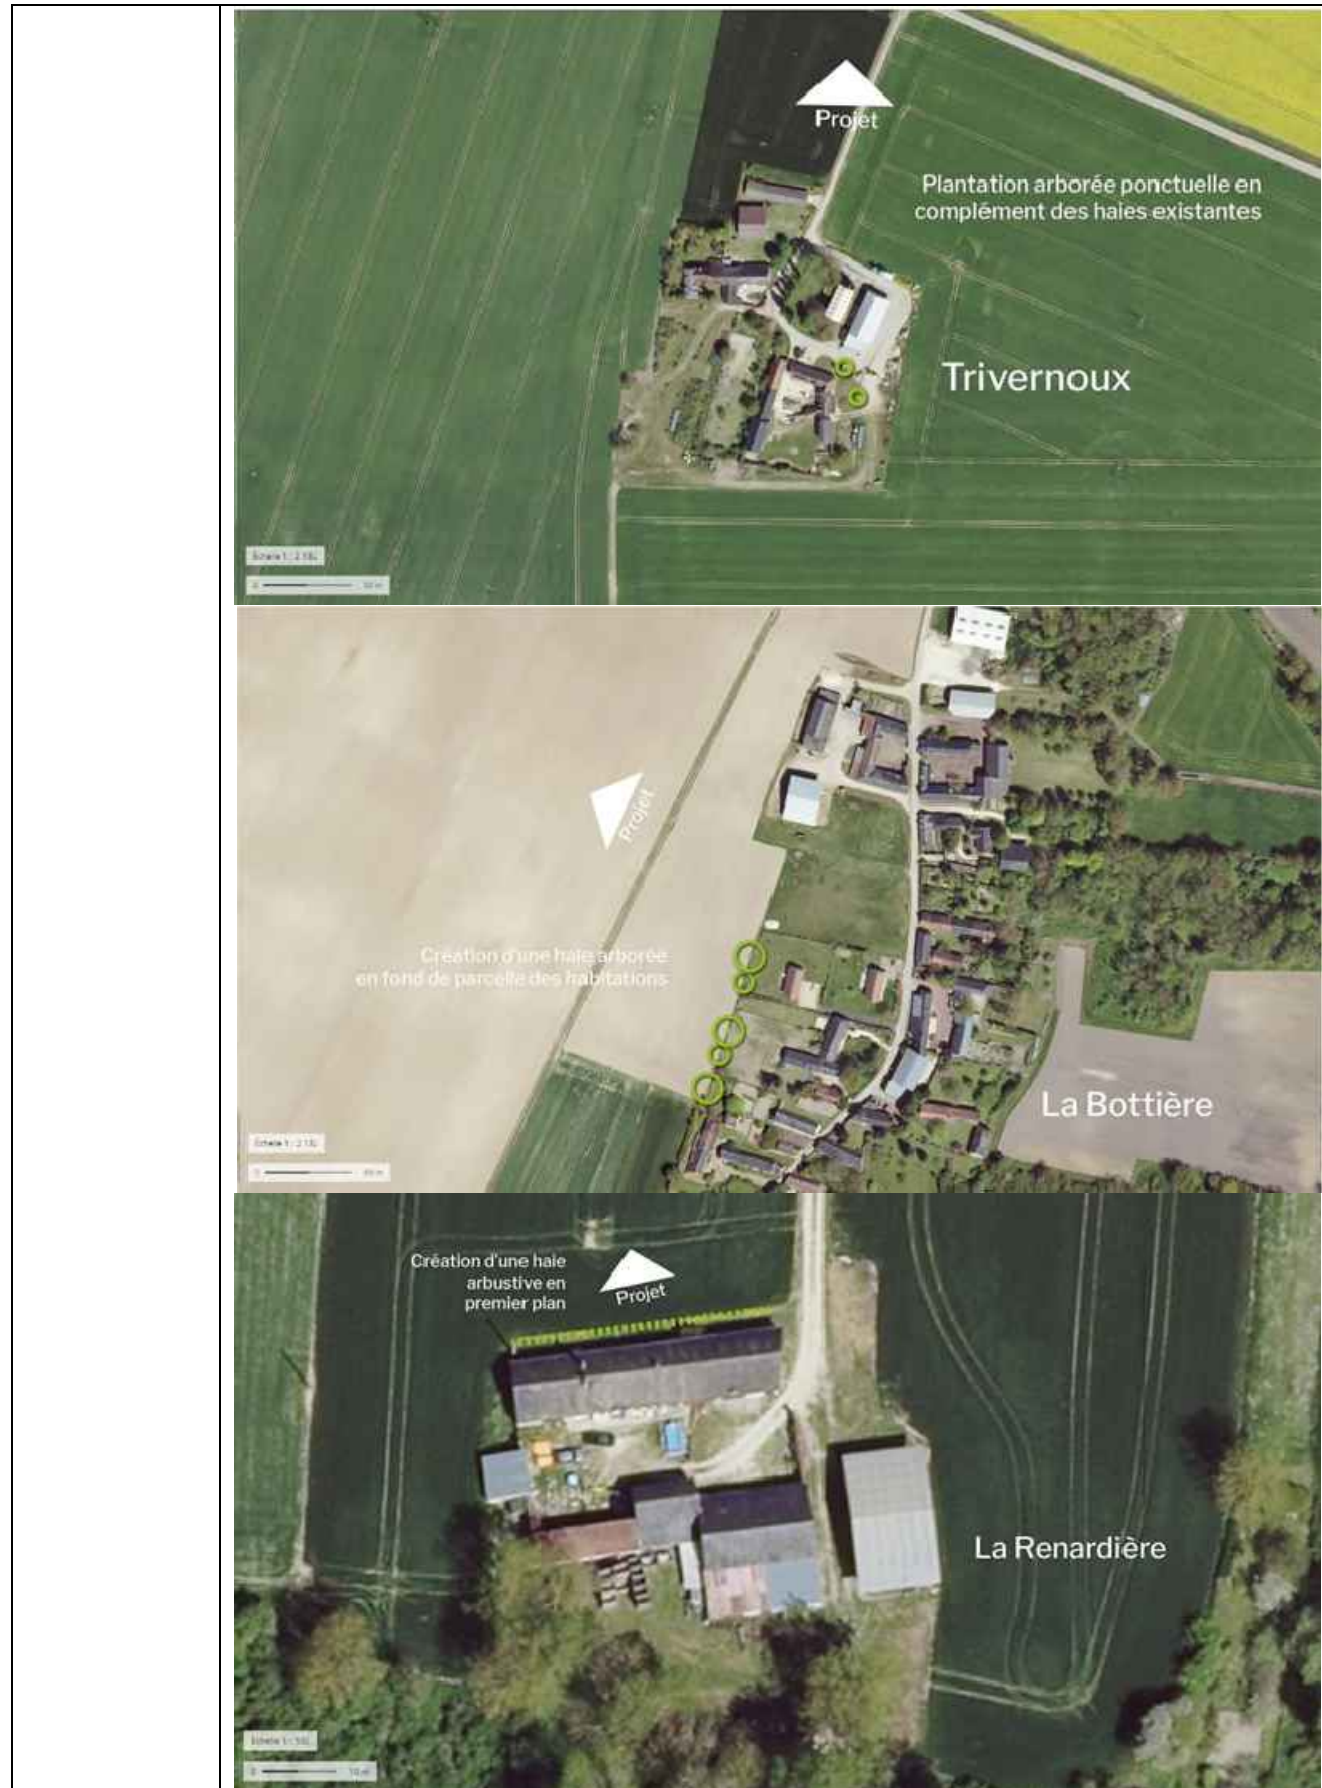 Projet
Plantation arborée ponctuelle en
complément des haies existantes
Trivernoux
Projet
Création d'une haie arborée
en fond de parcelle des habitations
La Bottière
Création d'une haie
arbustive en
premier plan
Projet
La Renardière